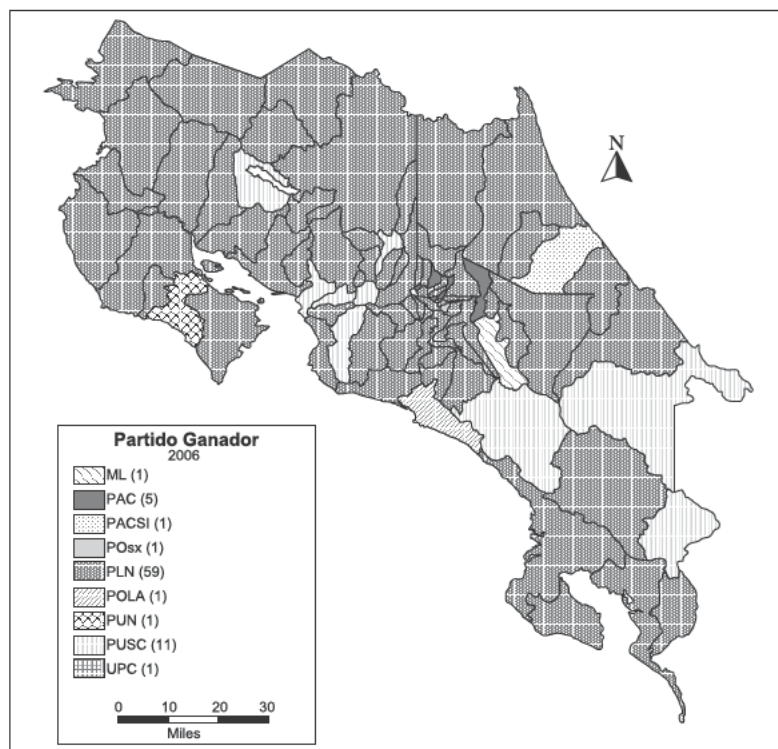 N
Partido Ganador
2006
ML (1)
PAC (5)
PACSI (1)
POsx (1)
PLN (59)
POLA (1)
PUN (1)
PUSC (11)
UPC (1)
0 10 20 30
Miles